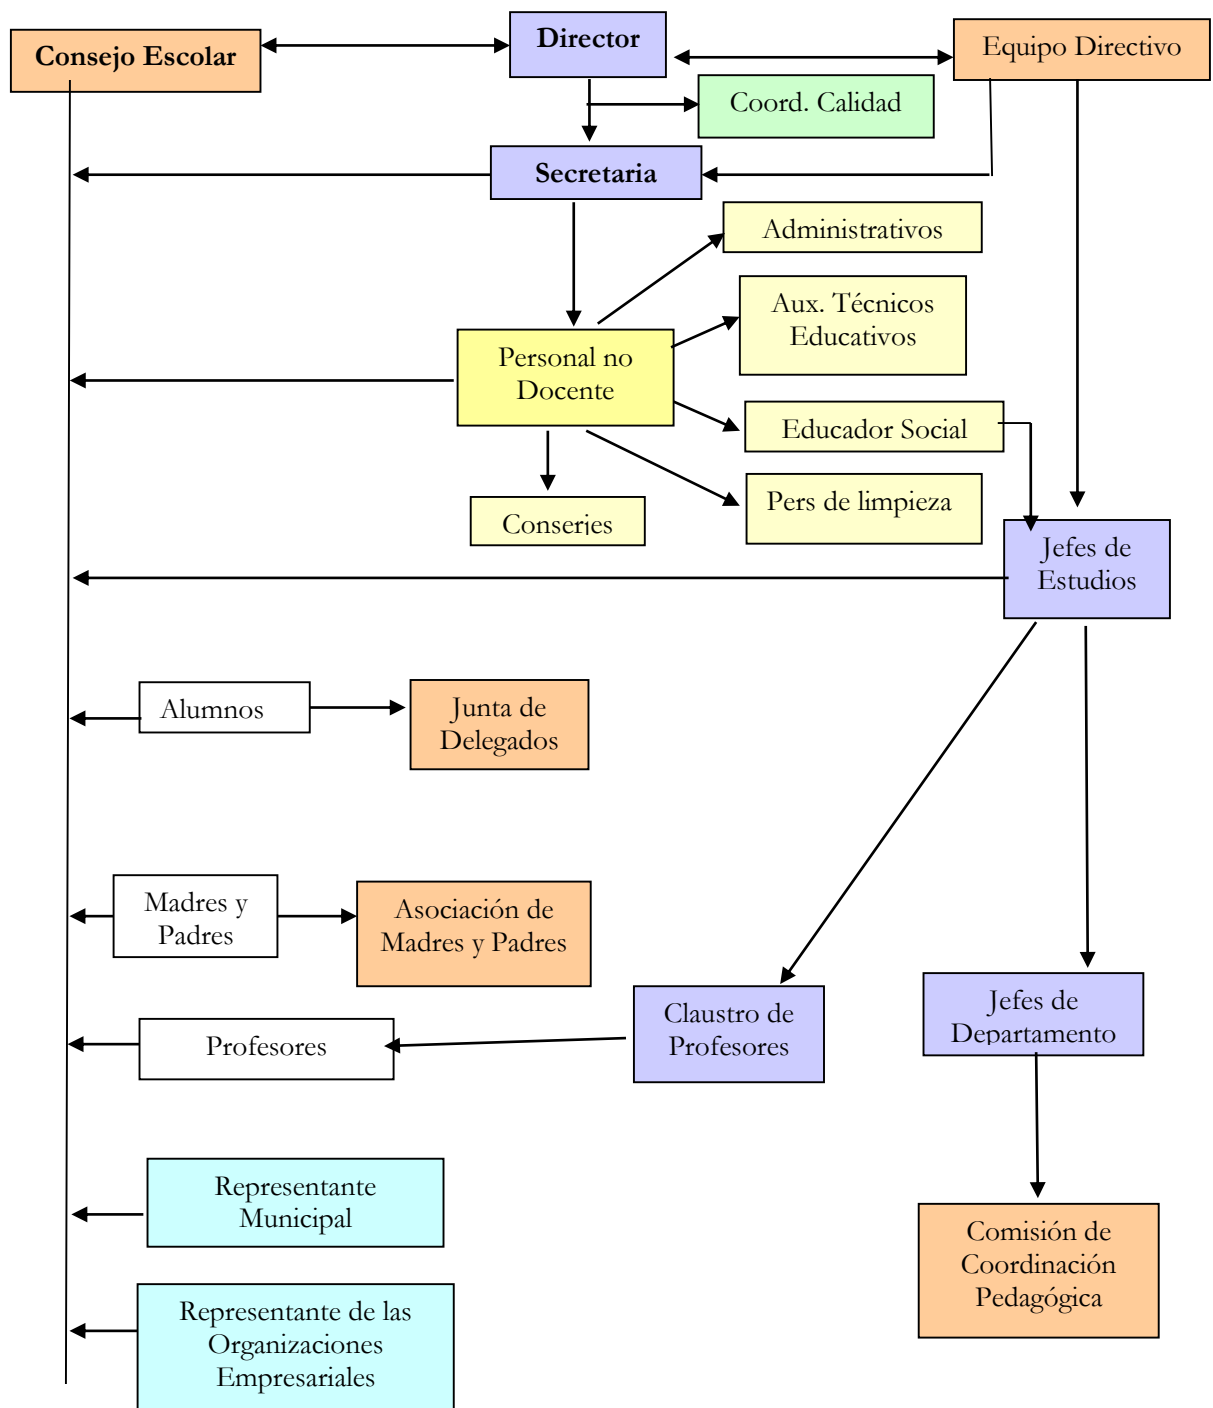 Consejo Escolar
Director
Equipo Directivo
Coord. Calidad
Secretaria
Administrativos
Aux. Técnicos
Educativos
Personal no
Docente
Educador Social
Pers de limpieza
Conserjes
Jefes de
Estudios
Alumnos
Junta de
Delegados
Madres y
Padres
Asociación de
Madres y Padres
Profesores
Claustro de
Profesores
Jefes de
Departamento
Representante
Municipal
Comisión de
Coordinación
Pedagógica
Representante de las
Organizaciones
Empresariales